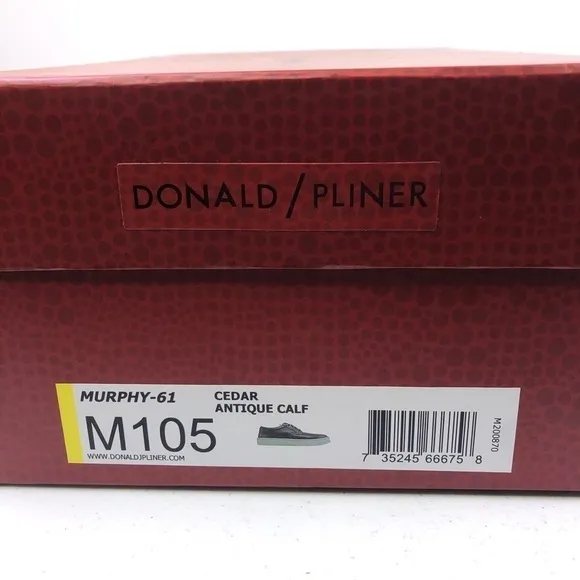 DONALD/PLINER
MURPHY-61
CEDAR
ANTIQUE CALF
M105
WWW.DONALDJPLINER.COM
7 35245 66675 8
M200870